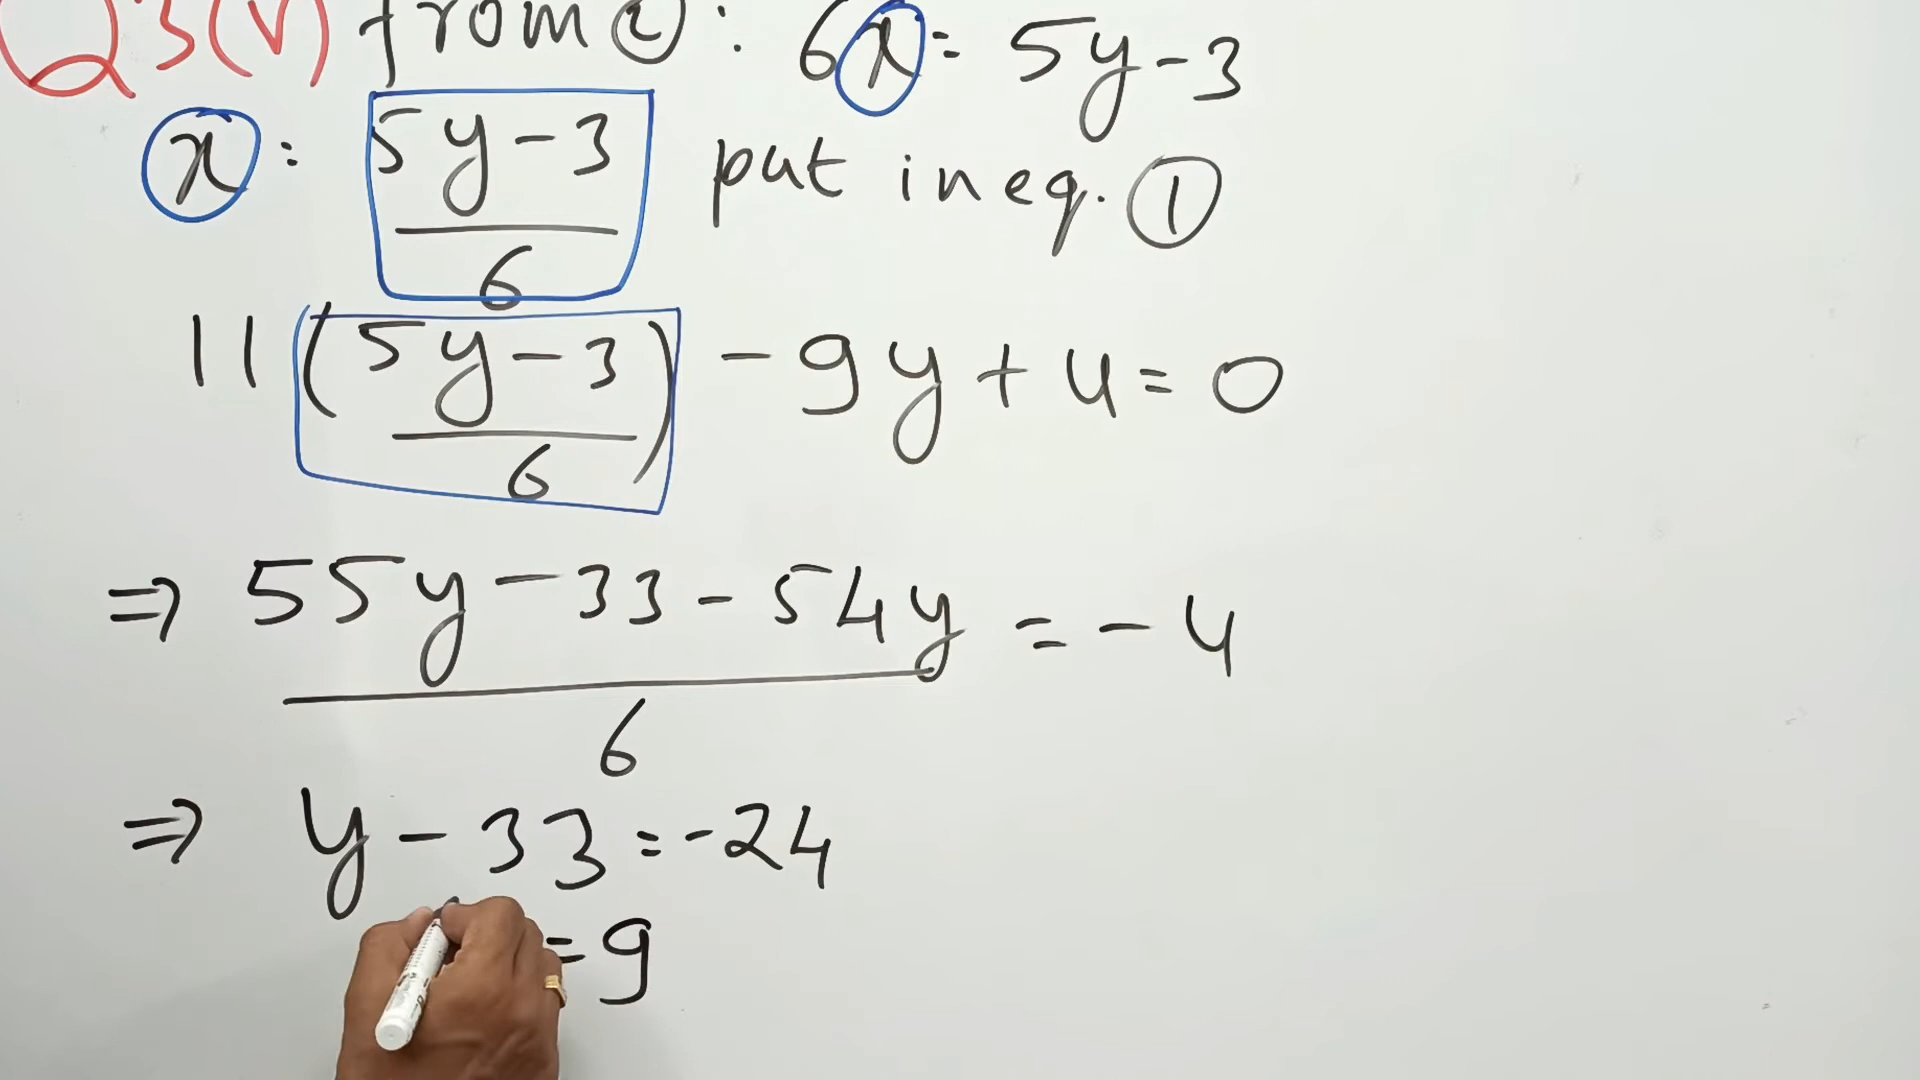 Q3(V) from ②: 6x = 5y-3
x = 5y-3/6 put in eq. ①
11(5y-3/6) - 9y + 4 = 0
⇒ 55y - 33 - 54y/6 = -4
⇒ y - 33 = -24
= 9